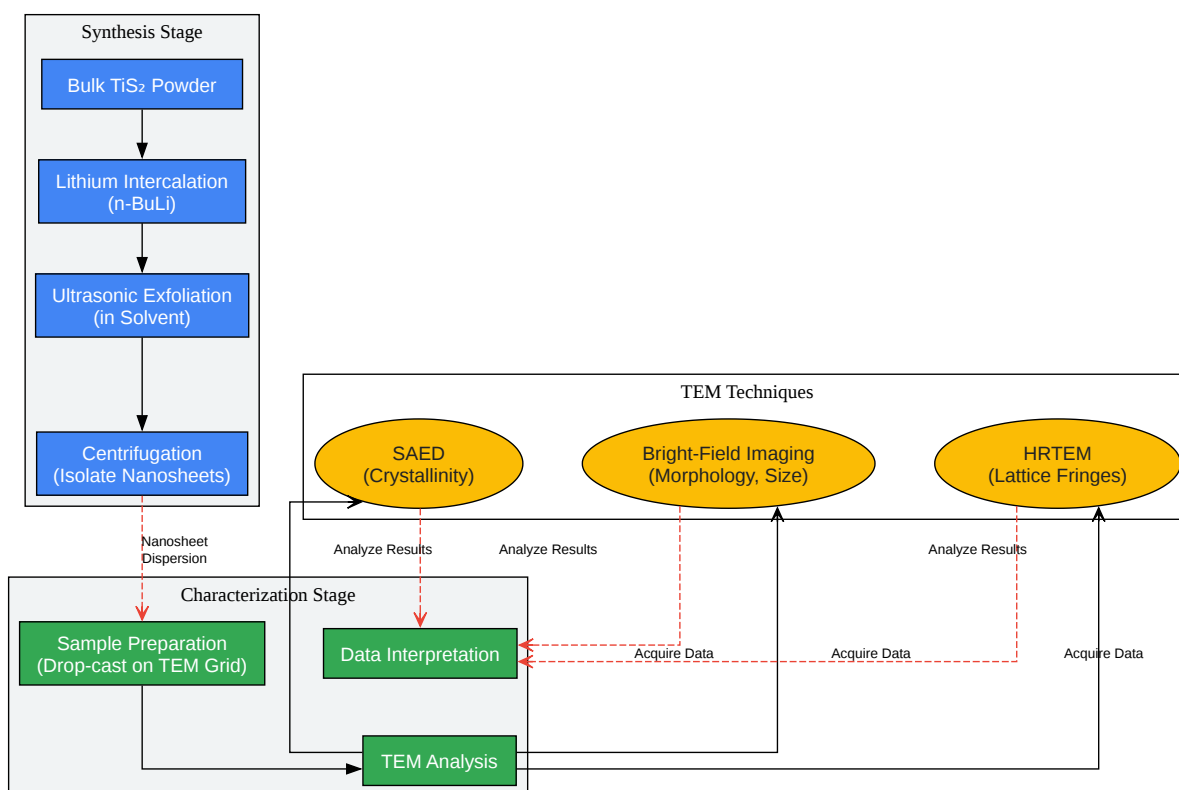 Synthesis Stage
Bulk TiS₂ Powder
Lithium Intercalation
(n-BuLi)
Ultrasonic Exfoliation
(in Solvent)
Centrifugation
(Isolate Nanosheets)
TEM Techniques
SAED
(Crystallinity)
Bright-Field Imaging
(Morphology, Size)
HRTEM
(Lattice Fringes)
Nanosheet
Dispersion
Analyze Results
Analyze Results
Analyze Results
Characterization Stage
Sample Preparation
(Drop-cast on TEM Grid)
Data Interpretation
Acquire Data
Acquire Data
Acquire Data
TEM Analysis